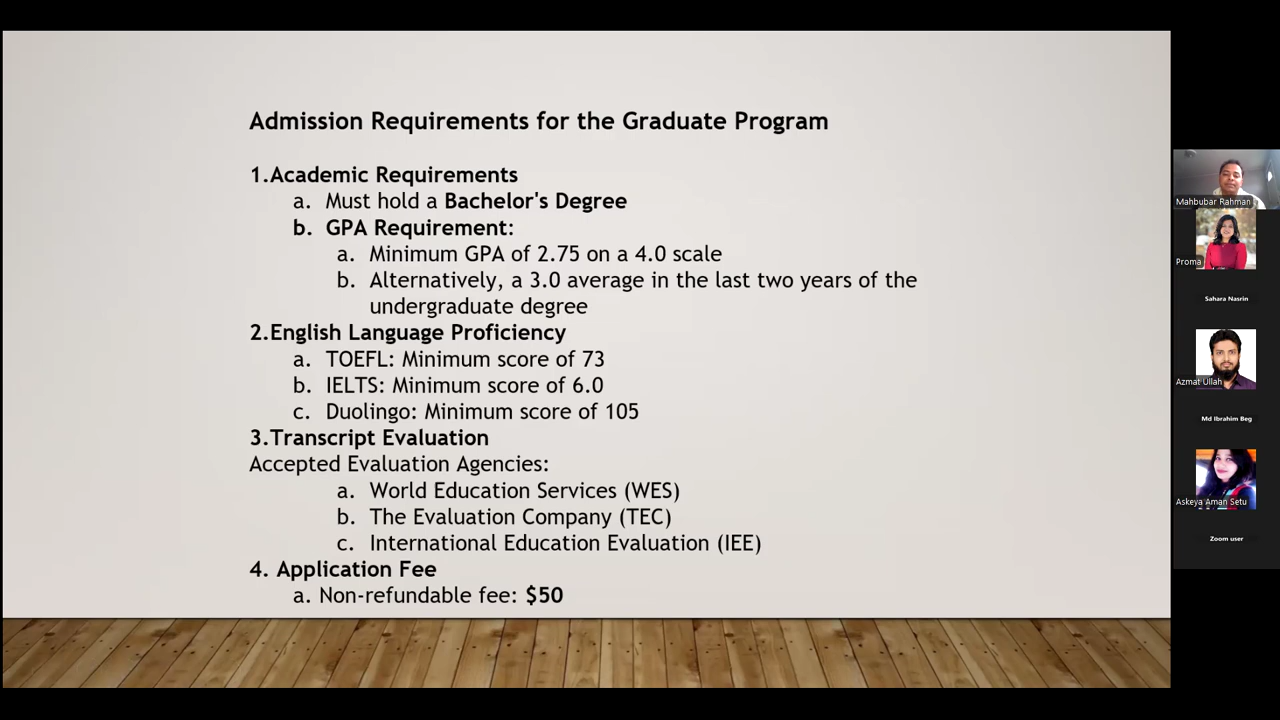 Admission Requirements for the Graduate Program
1.Academic Requirements
a. Must hold a Bachelor's Degree
b. GPA Requirement:
a. Minimum GPA of 2.75 on a 4.0 scale
b. Alternatively, a 3.0 average in the last two years of the
undergraduate degree
2.English Language Proficiency
a. TOEFL: Minimum score of 73
b. IELTS: Minimum score of 6.0
c. Duolingo: Minimum score of 105
3.Transcript Evaluation
Accepted Evaluation Agencies:
a. World Education Services (WES)
b. The Evaluation Company (TEC)
c. International Education Evaluation (IEE)
4. Application Fee
a. Non-refundable fee: $50
Mahbubar Rahman
Proma
Sahara Nasrin
Azmat Ullah
Md Ibrahim Beg
Askeya Aman Setu
Zoom user